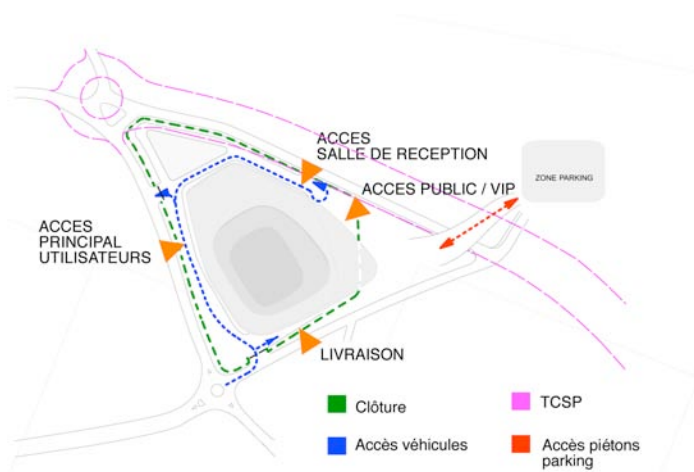 ACCES
SALLE DE RECEPTION
ZONE PARKING
ACCES PUBLIC / VIP
ACCES
PRINCIPAL
UTILISATEURS
LIVRAISON
Clôture
TCSP
Accès véhicules
Accès piétons
parking